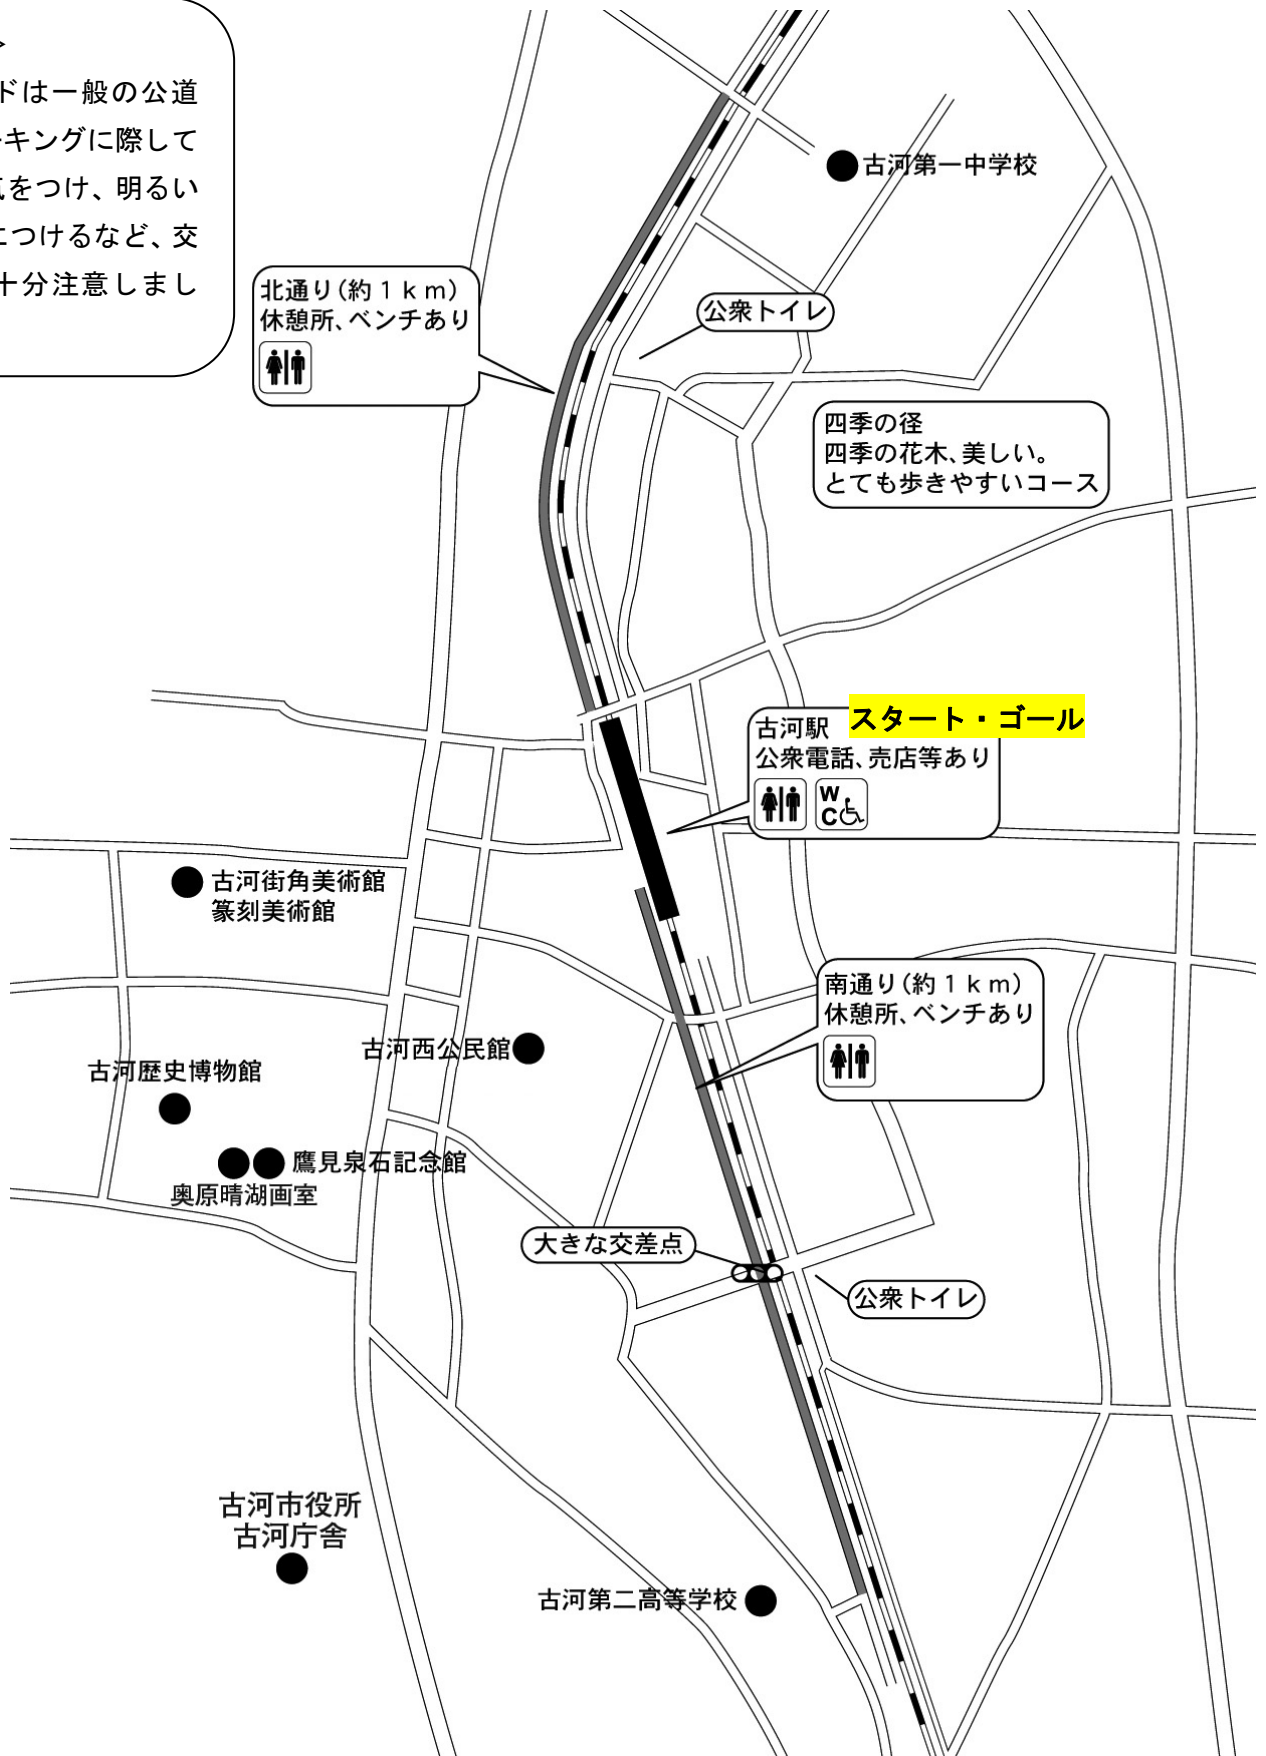 ＞
ドは一般の公道
ーキングに際して
気をつけ、明るい
につけるなど、交
十分注意しまし
古河第一中学校
北通り（約１ｋｍ）
休憩所、ベンチあり
公衆トイレ
四季の径
四季の花木、美しい。
とても歩きやすいコース
スタート・ゴール
古河駅
公衆電話、売店等あり
WC
古河街角美術館
篆刻美術館
南通り（約１ｋｍ）
休憩所、ベンチあり
古河西公民館
古河歴史博物館
鷹見泉石記念館
奥原晴湖画室
大きな交差点
公衆トイレ
古河市役所
古河庁舎
古河第二高等学校